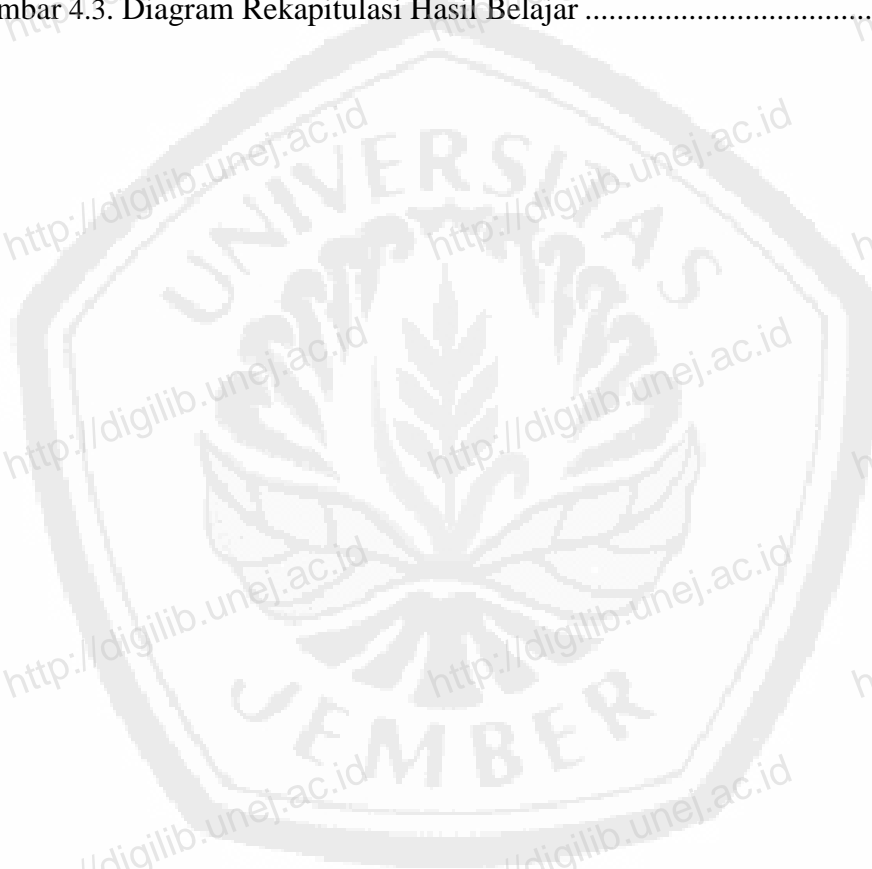 mbar 4.3. Diagram Rekapitulasi Hasil Belajar ....................................
http://digilib.unej.ac.id
http://digilib.unej.ac.id
UNIVERSITAS
http://digilib.unej.ac.id
http://digilib.unej.ac.id
http://digilib.unej.ac.id
http://digilib.unej.ac.id
JEMBER
//digilib.unej.ac.id
//digilib.unej.ac.id